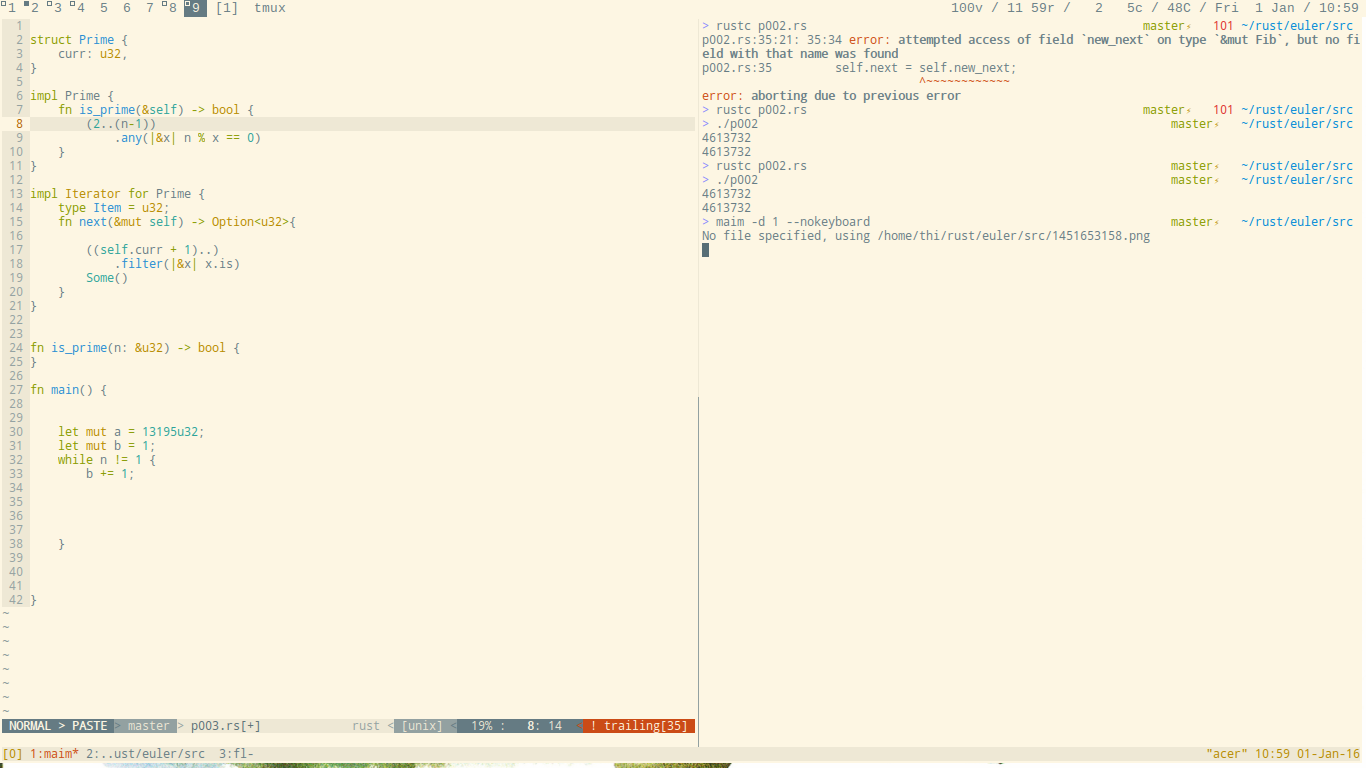 1 2 3 4 5 6 7 8 9 [1] tmux 100v / 11 59r / 2 5c / 48C / Fri 1 Jan / 10:59
1
2 struct Prime {
3     curr: u32,
4 }
5
6 impl Prime {
7     fn is_prime(&self) -> bool {
8         (2..(n-1))
9             .any(|&x| n % x == 0)
10     }
11 }
12
13 impl Iterator for Prime {
14     type Item = u32;
15     fn next(&mut self) -> Option<u32>{
16
17         ((self.curr + 1)..)
18             .filter(|&x| x.is)
19         Some()
20     }
21 }
22
23
24 fn is_prime(n: &u32) -> bool {
25 }
26
27 fn main() {
28
29
30     let mut a = 13195u32;
31     let mut b = 1;
32     while n != 1 {
33         b += 1;
34
35
36
37
38     }
39
40
41
42 }
~
~
~
~
~
~
~
~
NORMAL > PASTE > master > p003.rs[+] rust < [unix] < 19% : 8: 14 < ! trailing[35]
> rustc p002.rs master⚡ 101 ~/rust/euler/src
p002.rs:35:21: 35:34 error: attempted access of field `new_next` on type `&mut Fib`, but no fi
eld with that name was found
p002.rs:35         self.next = self.new_next;
^~~~~~~~~~~~~
error: aborting due to previous error
> rustc p002.rs master⚡ 101 ~/rust/euler/src
> ./p002 master⚡ ~/rust/euler/src
4613732
4613732
> rustc p002.rs master⚡ ~/rust/euler/src
> ./p002 master⚡ ~/rust/euler/src
4613732
4613732
> maim -d 1 --nokeyboard master⚡ ~/rust/euler/src
No file specified, using /home/thi/rust/euler/src/1451653158.png
[0] 1:maim* 2:..ust/euler/src 3:fl- "acer" 10:59 01-Jan-16